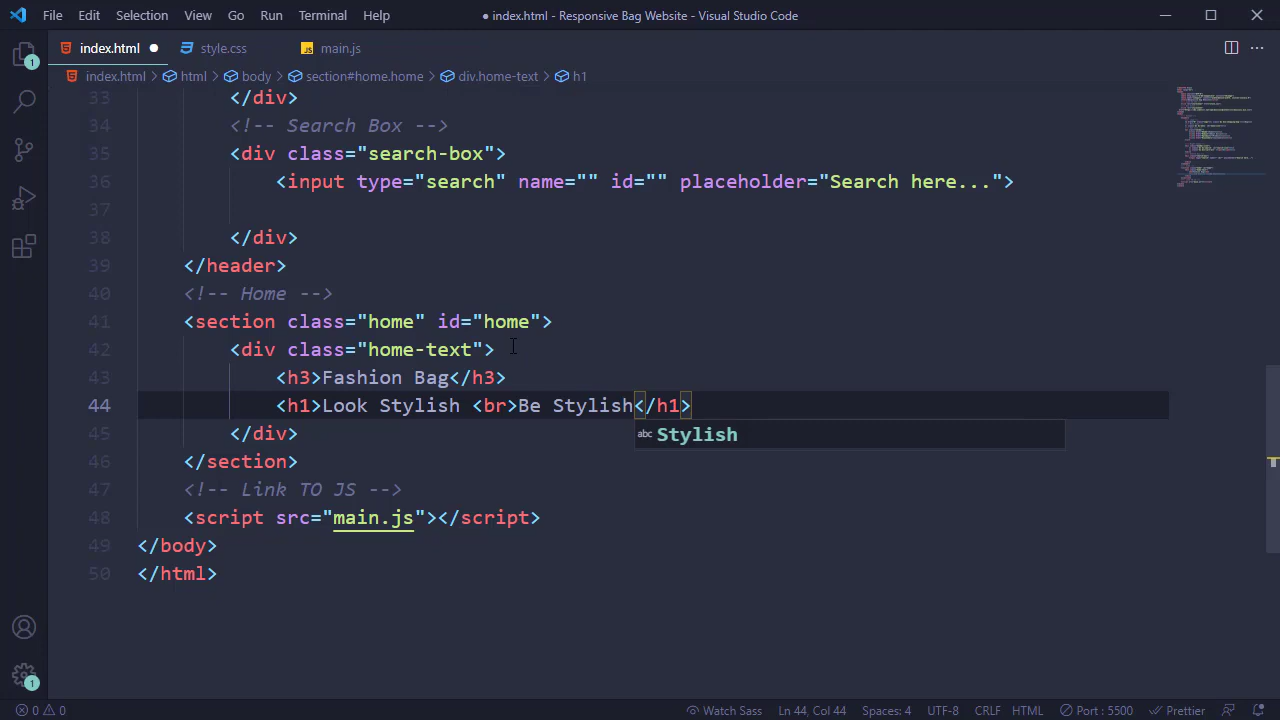 File Edit Selection View Go Run Terminal Help
● index.html - Responsive Bag Website - Visual Studio Code
index.html ● style.css main.js
index.html > html > body > section#home.home > div.home-text > h1
33 </div>
34 <!-- Search Box -->
35 <div class="search-box">
36 <input type="search" name="" id="" placeholder="Search here...">
37
38 </div>
39 </header>
40 <!-- Home -->
41 <section class="home" id="home">
42 <div class="home-text">
43 <h3>Fashion Bag</h3>
44 <h1>Look Stylish <br>Be Stylish</h1>
abc Stylish
45 </div>
46 </section>
47 <!-- Link TO JS -->
48 <script src="main.js"></script>
49 </body>
50 </html>
1
1
0 0 Watch Sass Ln 44, Col 44 Spaces: 4 UTF-8 CRLF HTML Port : 5500 Prettier